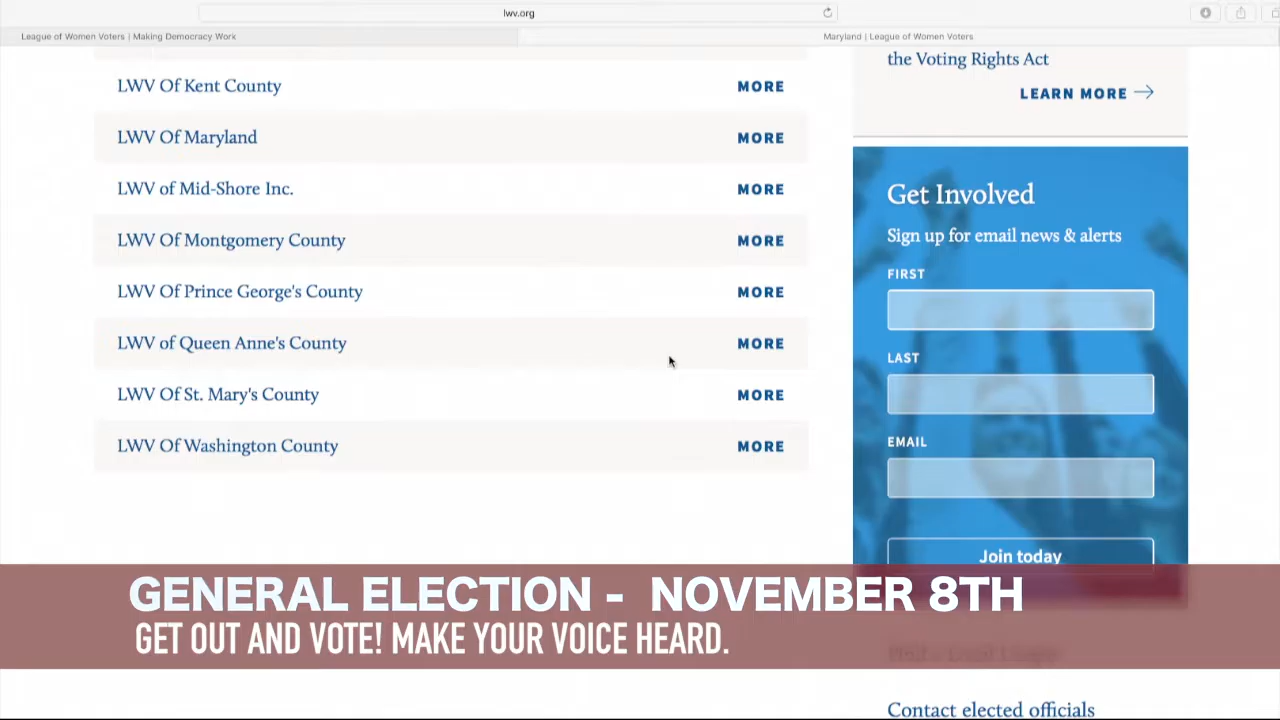 lwv.org
League of Women Voters | Making Democracy Work
Maryland | League of Women Voters
LWV Of Kent County MORE
LWV Of Maryland MORE
LWV of Mid-Shore Inc. MORE
LWV Of Montgomery County MORE
LWV Of Prince George's County MORE
LWV of Queen Anne's County MORE
LWV Of St. Mary's County MORE
LWV Of Washington County MORE
the Voting Rights Act
LEARN MORE
Get Involved
Sign up for email news & alerts
FIRST
LAST
EMAIL
Join today
GENERAL ELECTION - NOVEMBER 8TH
GET OUT AND VOTE! MAKE YOUR VOICE HEARD.
Contact elected officials